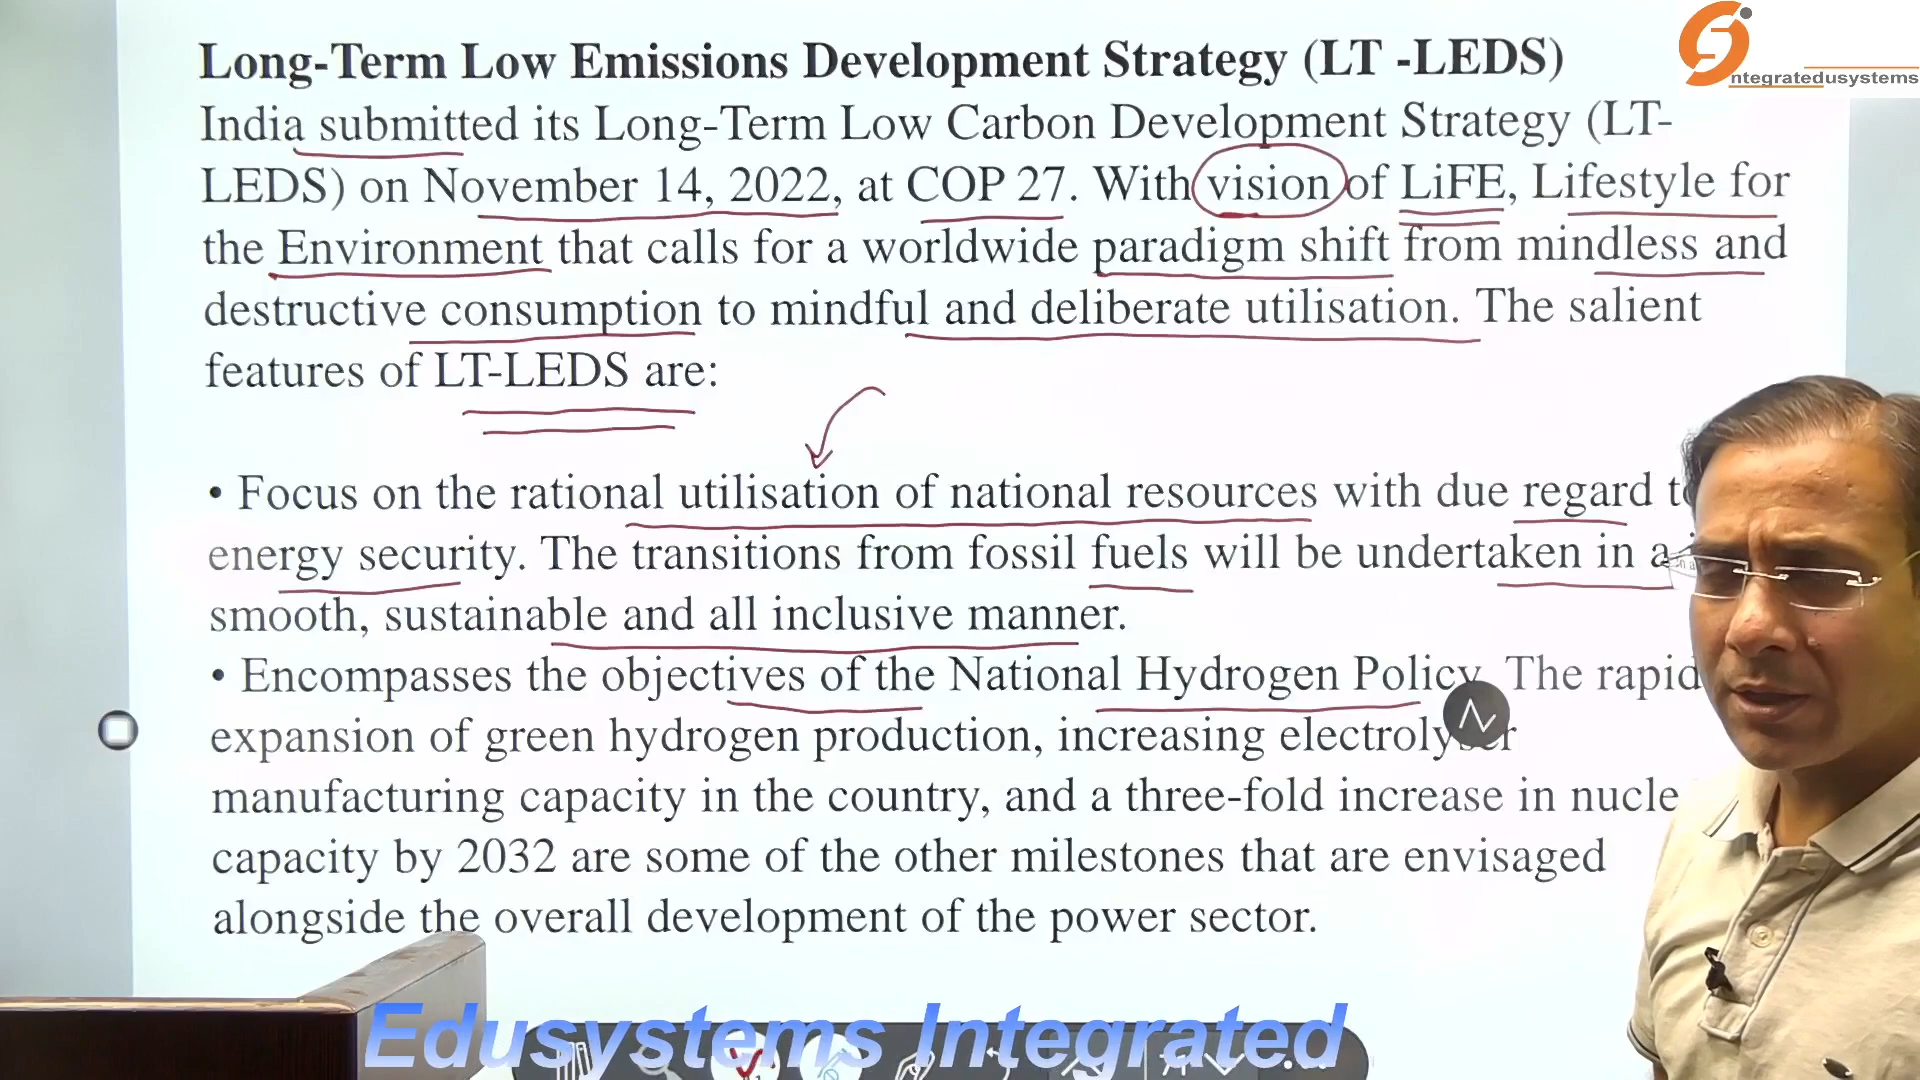 Long-Term Low Emissions Development Strategy (LT -LEDS)
ntegratedusystems
India submitted its Long-Term Low Carbon Development Strategy (LT-
LEDS) on November 14, 2022, at COP 27. With vision of LiFE, Lifestyle for
the Environment that calls for a worldwide paradigm shift from mindless and
destructive consumption to mindful and deliberate utilisation. The salient
features of LT-LEDS are:
• Focus on the rational utilisation of national resources with due regard to
energy security. The transitions from fossil fuels will be undertaken in a
smooth, sustainable and all inclusive manner.
• Encompasses the objectives of the National Hydrogen Policy. The rapid
expansion of green hydrogen production, increasing electrolyser
manufacturing capacity in the country, and a three-fold increase in nucle
capacity by 2032 are some of the other milestones that are envisaged
alongside the overall development of the power sector.
Edusystems Integrated